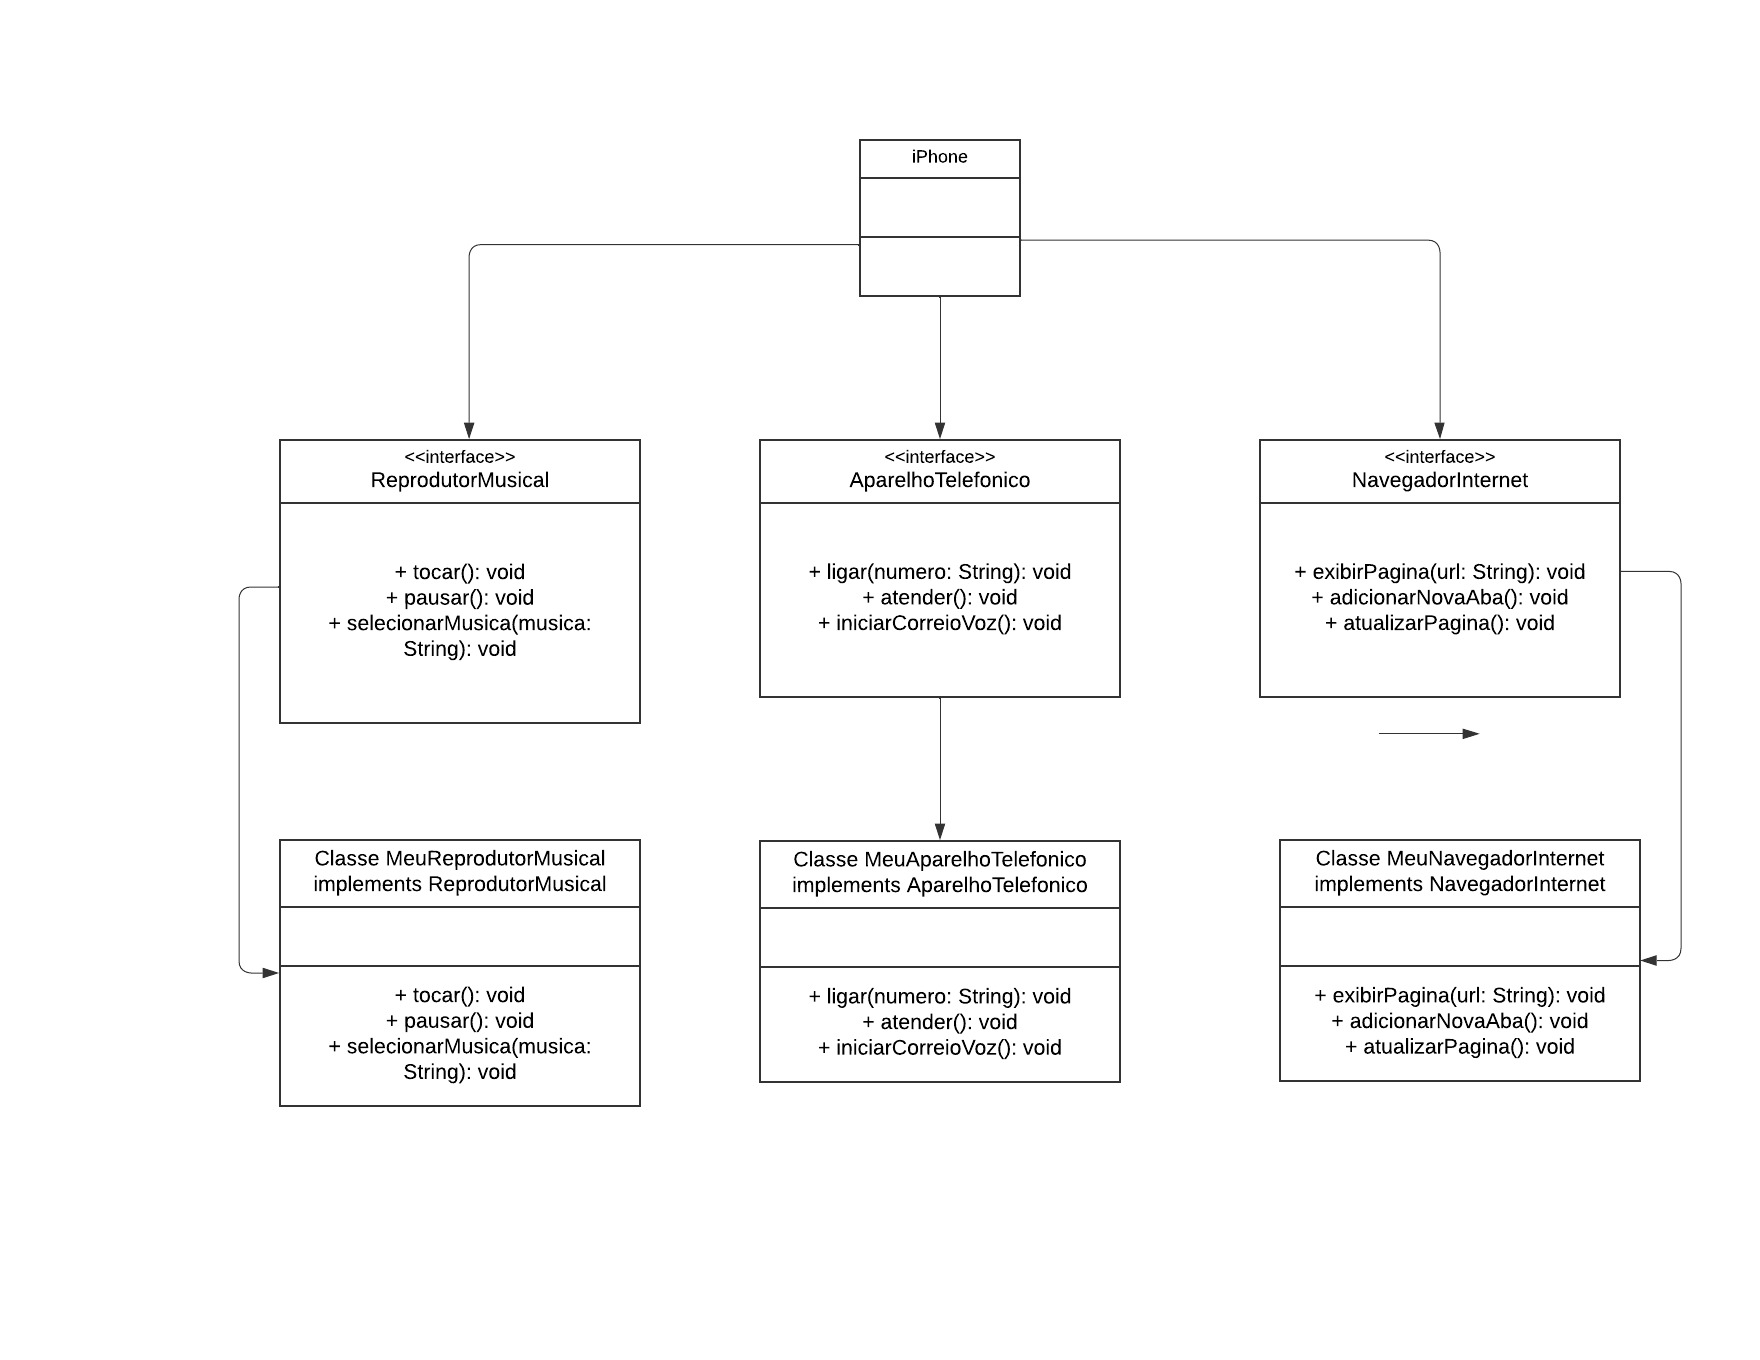 iPhone
<<interface>>
ReprodutorMusical
+ tocar(): void
+ pausar(): void
+ selecionarMusica(musica:
String): void
<<interface>>
AparelhoTelefonico
+ ligar(numero: String): void
+ atender(): void
+ iniciarCorreioVoz(): void
<<interface>>
NavegadorInternet
+ exibirPagina(url: String): void
+ adicionarNovaAba(): void
+ atualizarPagina(): void
Classe MeuReprodutorMusical
implements ReprodutorMusical
+ tocar(): void
+ pausar(): void
+ selecionarMusica(musica:
String): void
Classe MeuAparelhoTelefonico
implements AparelhoTelefonico
+ ligar(numero: String): void
+ atender(): void
+ iniciarCorreioVoz(): void
Classe MeuNavegadorInternet
implements NavegadorInternet
+ exibirPagina(url: String): void
+ adicionarNovaAba(): void
+ atualizarPagina(): void